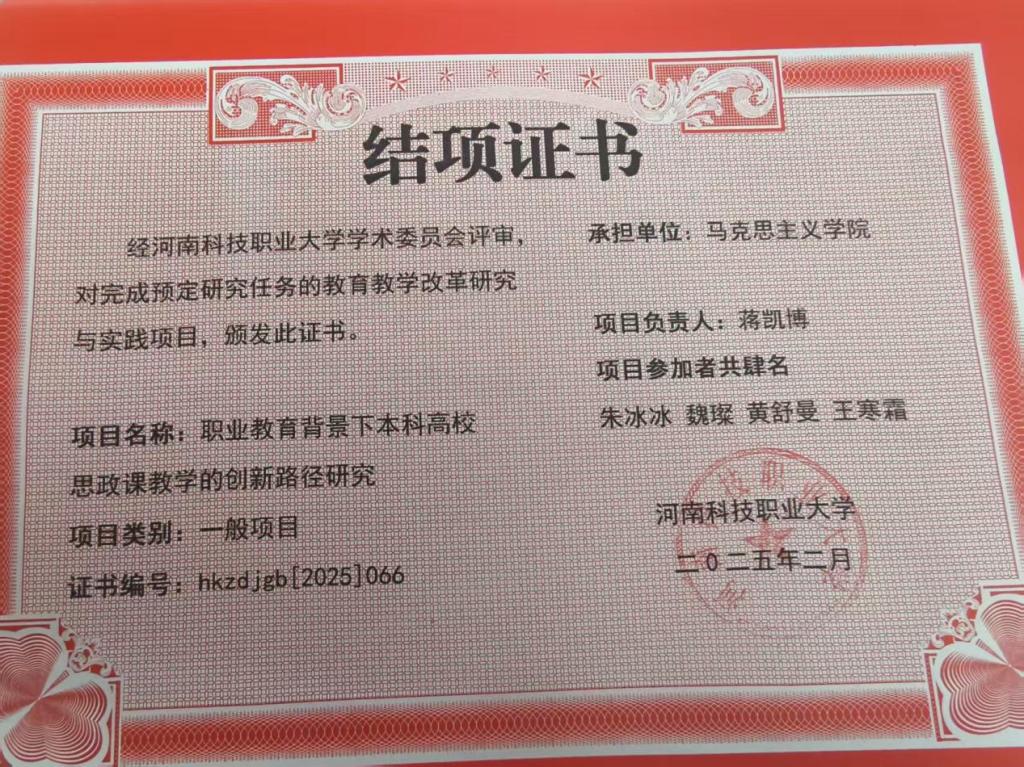 结项证书
经河南科技职业大学学术委员会评审，
对完成预定研究任务的教育教学改革研究
与实践项目，颁发此证书。
项目名称：职业教育背景下本科高校
思政课教学的创新路径研究
项目类别：一般项目
证书编号：hkzdjgb[2025]066
承担单位：马克思主义学院
项目负责人：蒋凯博
项目参加者共肆名
朱冰冰 魏璨 黄舒曼 王寒霜
河南科技职业大学
二0二五年二月